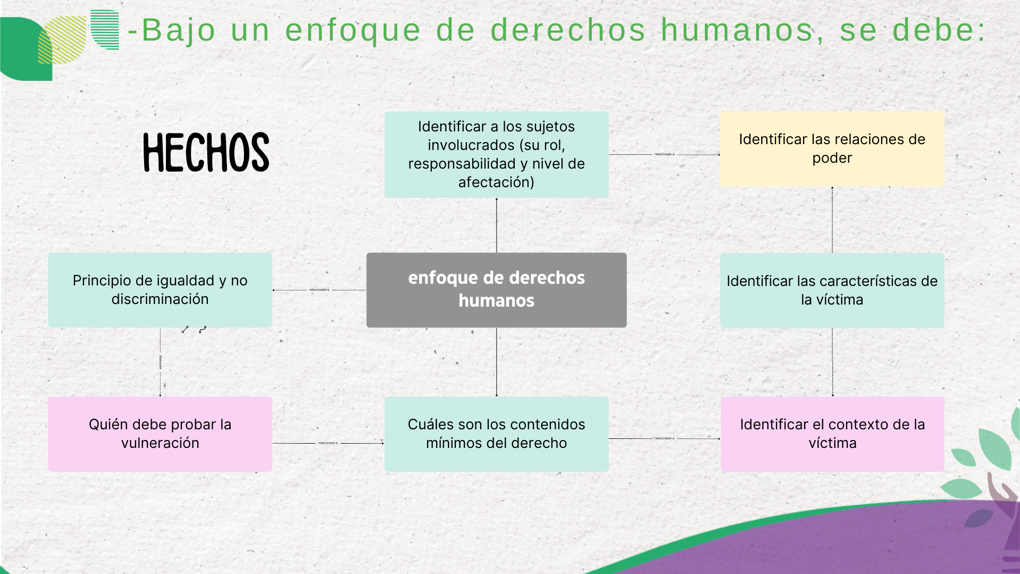 -Bajo un enfoque de derechos humanos, se debe:
HECHOS
Identificar a los sujetos
involucrados (su rol,
responsabilidad y nivel de
afectación)
Identificar las relaciones de
poder
Principio de igualdad y no
discriminación
enfoque de derechos
humanos
Identificar las características de
la víctima
Quién debe probar la
vulneración
Cuáles son los contenidos
mínimos del derecho
Identificar el contexto de la
víctima